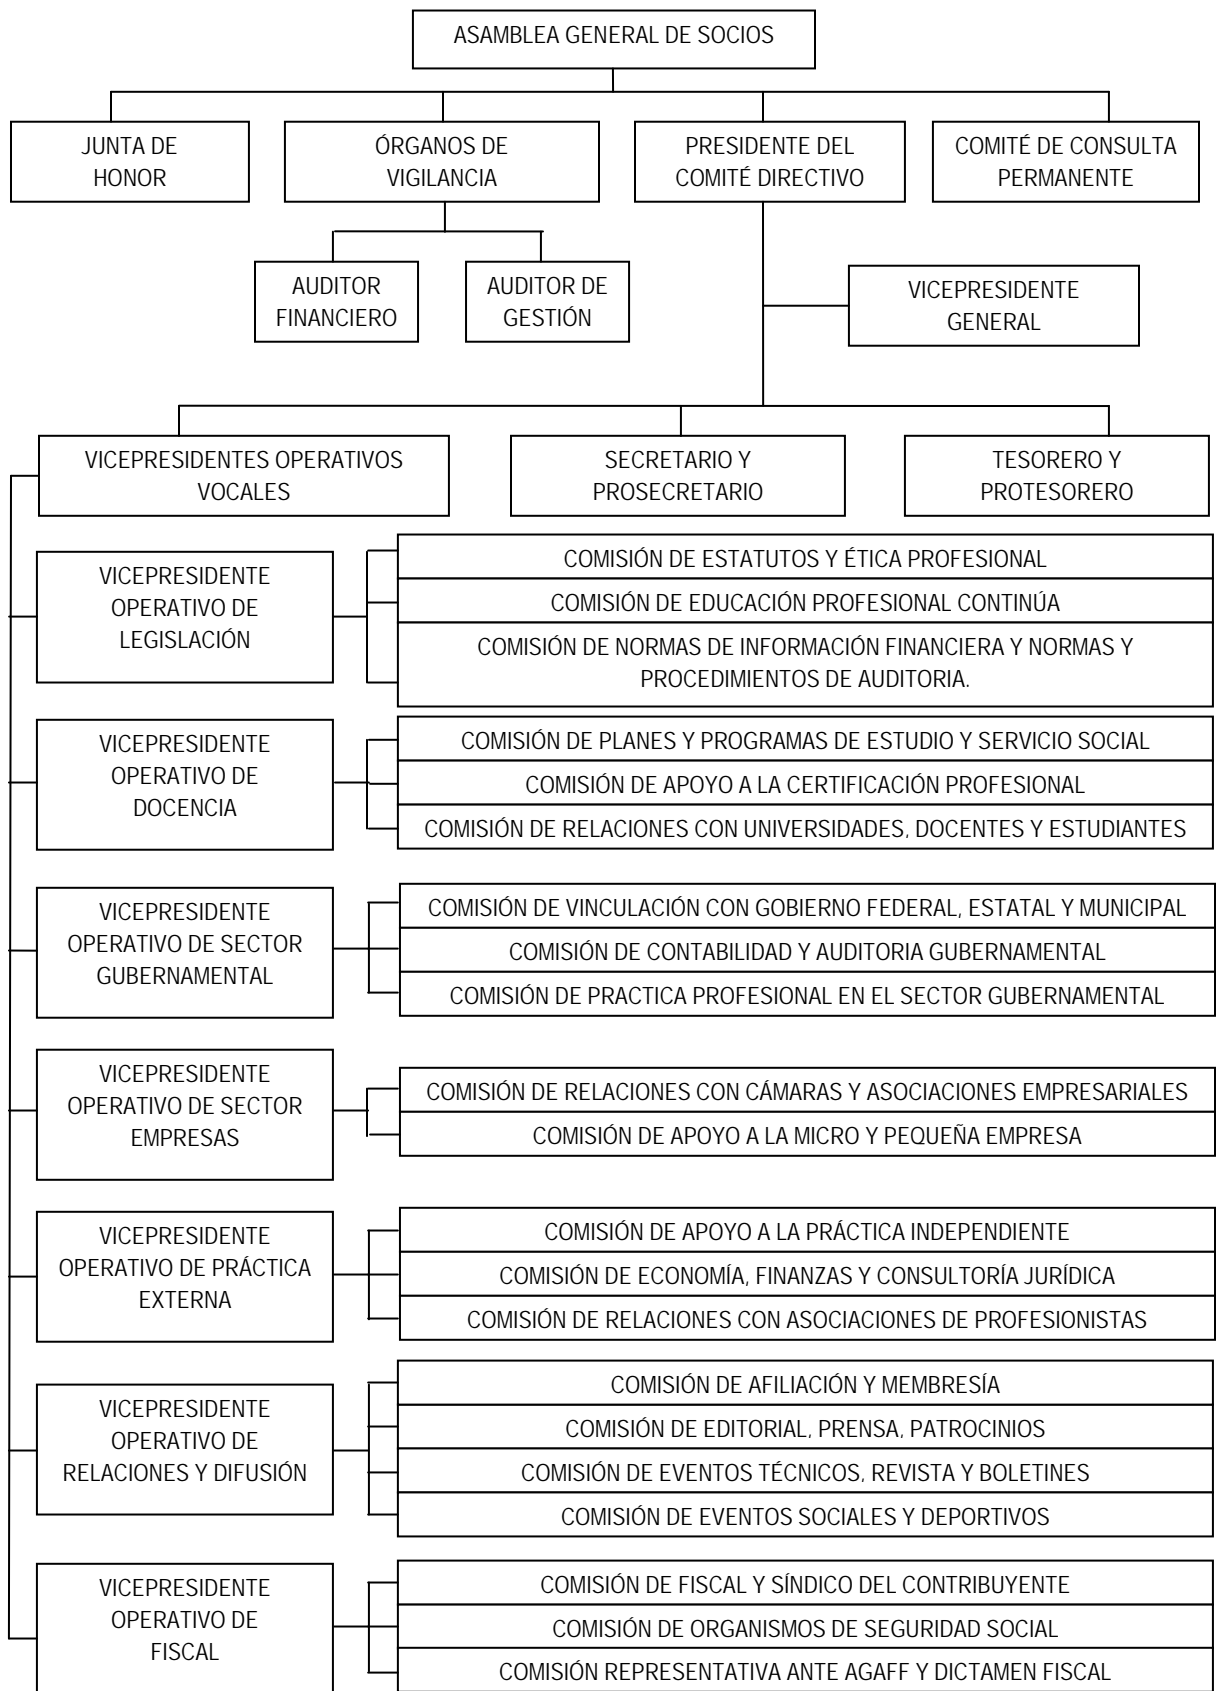 ASAMBLEA GENERAL DE SOCIOS
JUNTA DE
HONOR
ÓRGANOS DE
VIGILANCIA
PRESIDENTE DEL
COMITÉ DIRECTIVO
COMITÉ DE CONSULTA
PERMANENTE
AUDITOR
FINANCIERO
AUDITOR DE
GESTIÓN
VICEPRESIDENTE
GENERAL
VICEPRESIDENTES OPERATIVOS
VOCALES
SECRETARIO Y
PROSECRETARIO
TESORERO Y
PROTESORERO
VICEPRESIDENTE
OPERATIVO DE
LEGISLACIÓN
COMISIÓN DE ESTATUTOS Y ÉTICA PROFESIONAL
COMISIÓN DE EDUCACIÓN PROFESIONAL CONTINÚA
COMISIÓN DE NORMAS DE INFORMACIÓN FINANCIERA Y NORMAS Y
PROCEDIMIENTOS DE AUDITORIA.
VICEPRESIDENTE
OPERATIVO DE
DOCENCIA
COMISIÓN DE PLANES Y PROGRAMAS DE ESTUDIO Y SERVICIO SOCIAL
COMISIÓN DE APOYO A LA CERTIFICACIÓN PROFESIONAL
COMISIÓN DE RELACIONES CON UNIVERSIDADES, DOCENTES Y ESTUDIANTES
VICEPRESIDENTE
OPERATIVO DE SECTOR
GUBERNAMENTAL
COMISIÓN DE VINCULACIÓN CON GOBIERNO FEDERAL, ESTATAL Y MUNICIPAL
COMISIÓN DE CONTABILIDAD Y AUDITORIA GUBERNAMENTAL
COMISIÓN DE PRACTICA PROFESIONAL EN EL SECTOR GUBERNAMENTAL
VICEPRESIDENTE
OPERATIVO DE SECTOR
EMPRESAS
COMISIÓN DE RELACIONES CON CÁMARAS Y ASOCIACIONES EMPRESARIALES
COMISIÓN DE APOYO A LA MICRO Y PEQUEÑA EMPRESA
VICEPRESIDENTE
OPERATIVO DE PRÁCTICA
EXTERNA
COMISIÓN DE APOYO A LA PRÁCTICA INDEPENDIENTE
COMISIÓN DE ECONOMÍA, FINANZAS Y CONSULTORÍA JURÍDICA
COMISIÓN DE RELACIONES CON ASOCIACIONES DE PROFESIONISTAS
VICEPRESIDENTE
OPERATIVO DE
RELACIONES Y DIFUSIÓN
COMISIÓN DE AFILIACIÓN Y MEMBRESÍA
COMISIÓN DE EDITORIAL, PRENSA, PATROCINIOS
COMISIÓN DE EVENTOS TÉCNICOS, REVISTA Y BOLETINES
COMISIÓN DE EVENTOS SOCIALES Y DEPORTIVOS
VICEPRESIDENTE
OPERATIVO DE
FISCAL
COMISIÓN DE FISCAL Y SÍNDICO DEL CONTRIBUYENTE
COMISIÓN DE ORGANISMOS DE SEGURIDAD SOCIAL
COMISIÓN REPRESENTATIVA ANTE AGAFF Y DICTAMEN FISCAL